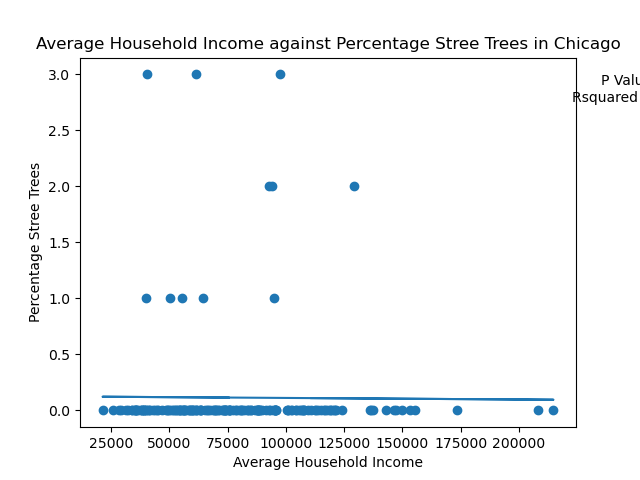 Average Household Income against Percentage Stree Trees in Chicago
P Valu
Rsquared
Percentage Stree Trees
3.0
2.5
2.0
1.5
1.0
0.5
0.0
25000 50000 75000 100000 125000 150000 175000 200000
Average Household Income